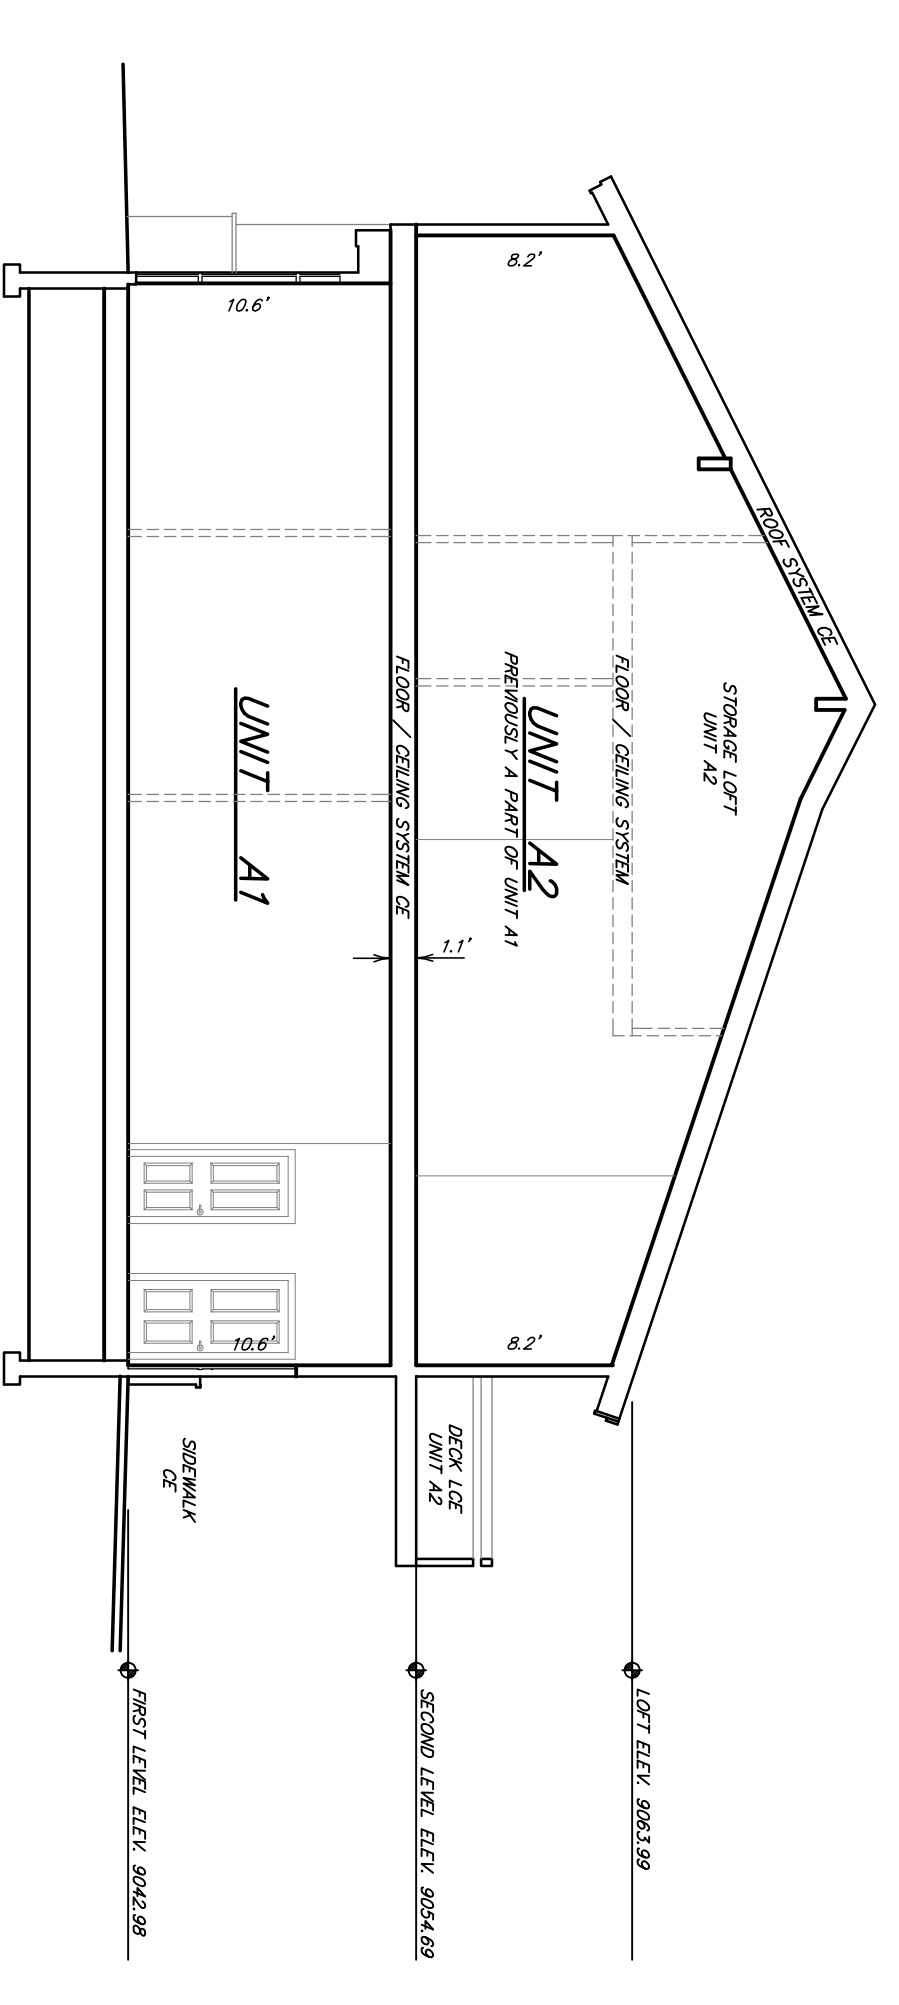 ROOF SYSTEM CE
STORAGE LOFT
UNIT A2
LOFT ELEV. 9063.99
FLOOR / CEILING SYSTEM
8.2'
UNIT A2
PREVIOUSLY A PART OF UNIT A1
8.2'
DECK LCE
UNIT A2
1.1'
SECOND LEVEL ELEV. 9054.69
FLOOR / CEILING SYSTEM CE
10.6'
UNIT A1
10.6'
SIDEWALK
CE
FIRST LEVEL ELEV. 9042.98